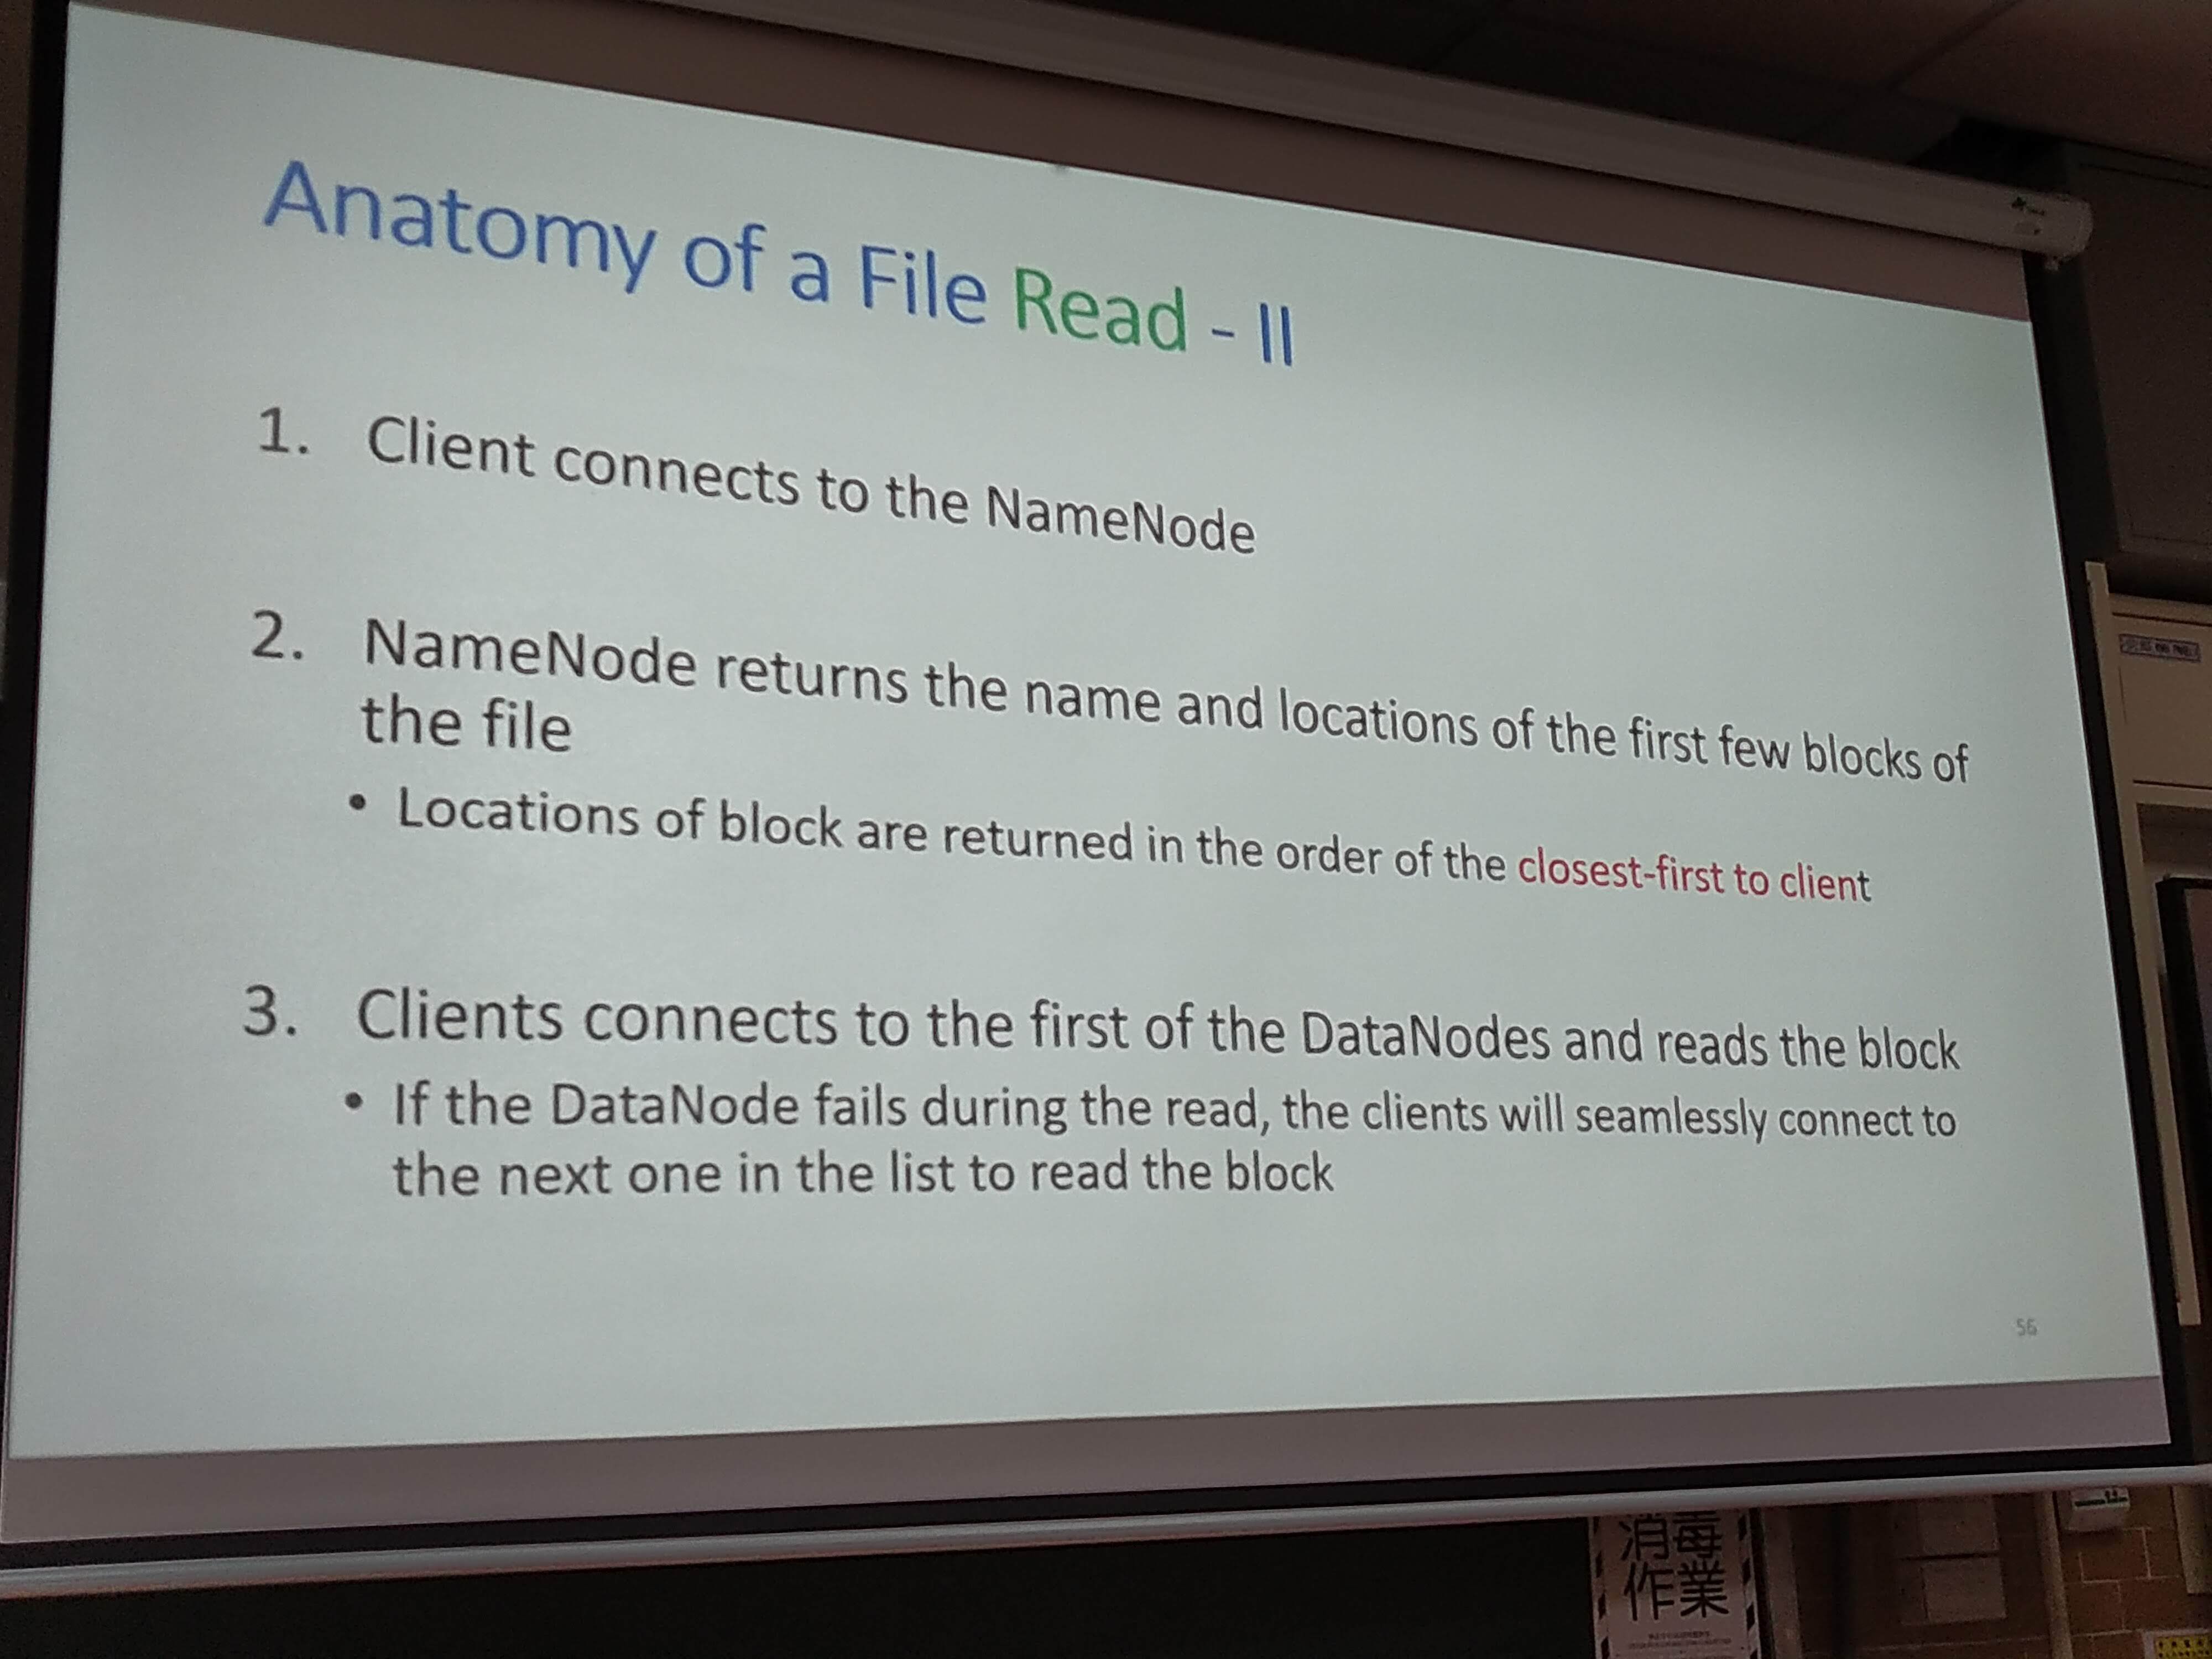 Anatomy of a File Read - II
1. Client connects to the NameNode
2. NameNode returns the name and locations of the first few blocks of
the file
• Locations of block are returned in the order of the closest-first to client
3. Clients connects to the first of the DataNodes and reads the block
• If the DataNode fails during the read, the clients will seamlessly connect to
the next one in the list to read the block
56
消毒
作業